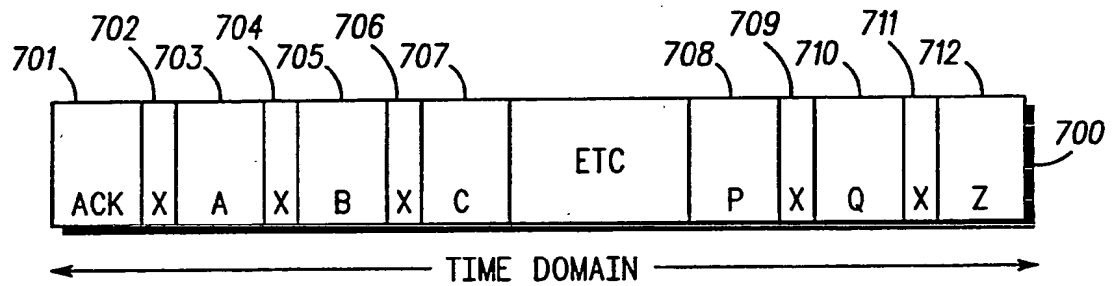 702 704 706 709 711
701 703 705 707 708 710 712
700
ACK X A X B X C ETC P X Q X Z
TIME DOMAIN